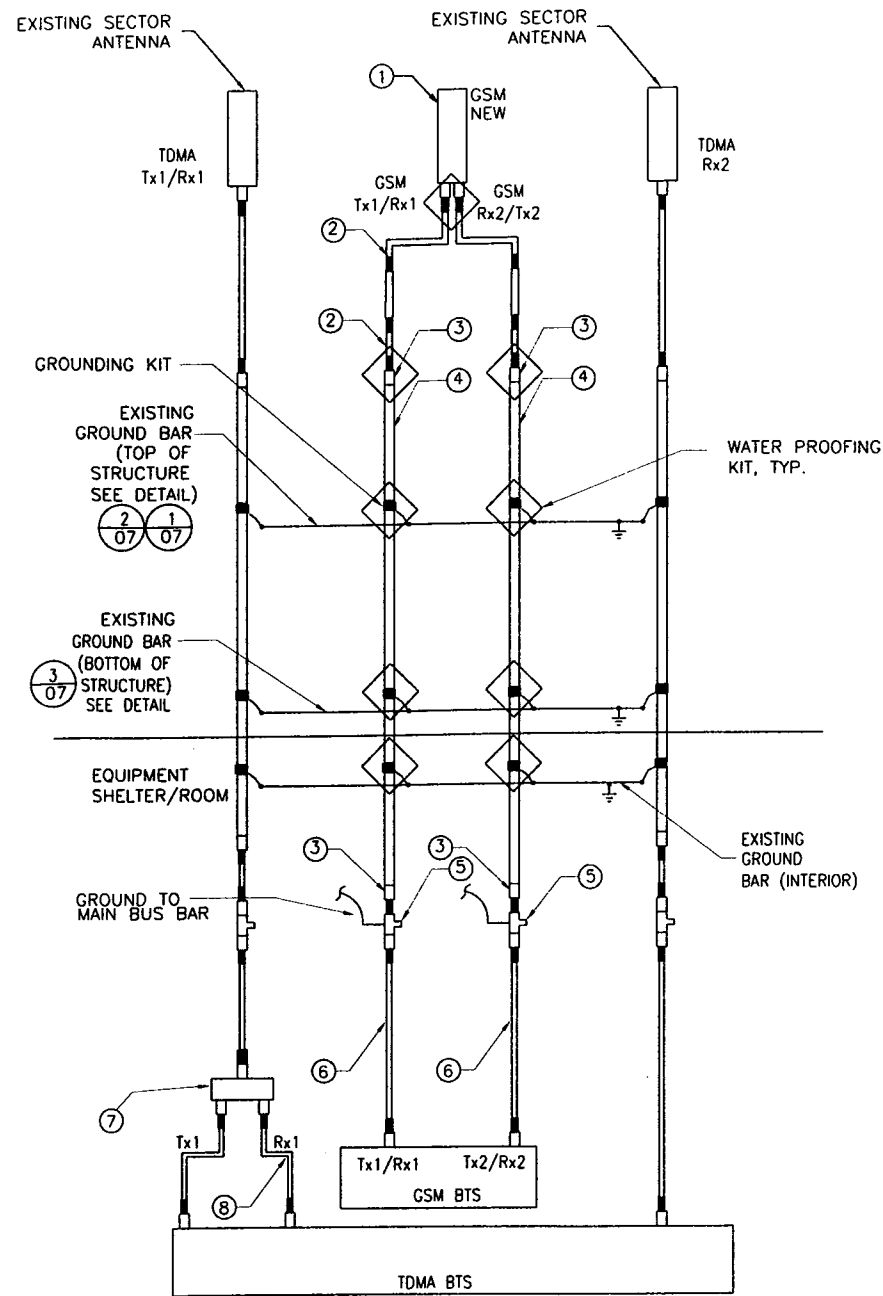 EXISTING SECTOR
ANTENNA
EXISTING SECTOR
ANTENNA
1
GSM
NEW
TDMA
Tx1/Rx1
TDMA
Rx2
GSM
Tx1/Rx1
GSM
Rx2/Tx2
2
2
3
3
4
4
GROUNDING KIT
EXISTING
GROUND BAR
(TOP OF
STRUCTURE
SEE DETAIL)
2
07
1
07
WATER PROOFING
KIT, TYP.
EXISTING
GROUND BAR
(BOTTOM OF
STRUCTURE)
SEE DETAIL
3
07
EQUIPMENT
SHELTER/ROOM
EXISTING
GROUND
BAR (INTERIOR)
3
3
5
5
GROUND TO
MAIN BUS BAR
6
6
7
Tx1
Rx1
8
Tx1/Rx1
Tx2/Rx2
GSM BTS
TDMA BTS